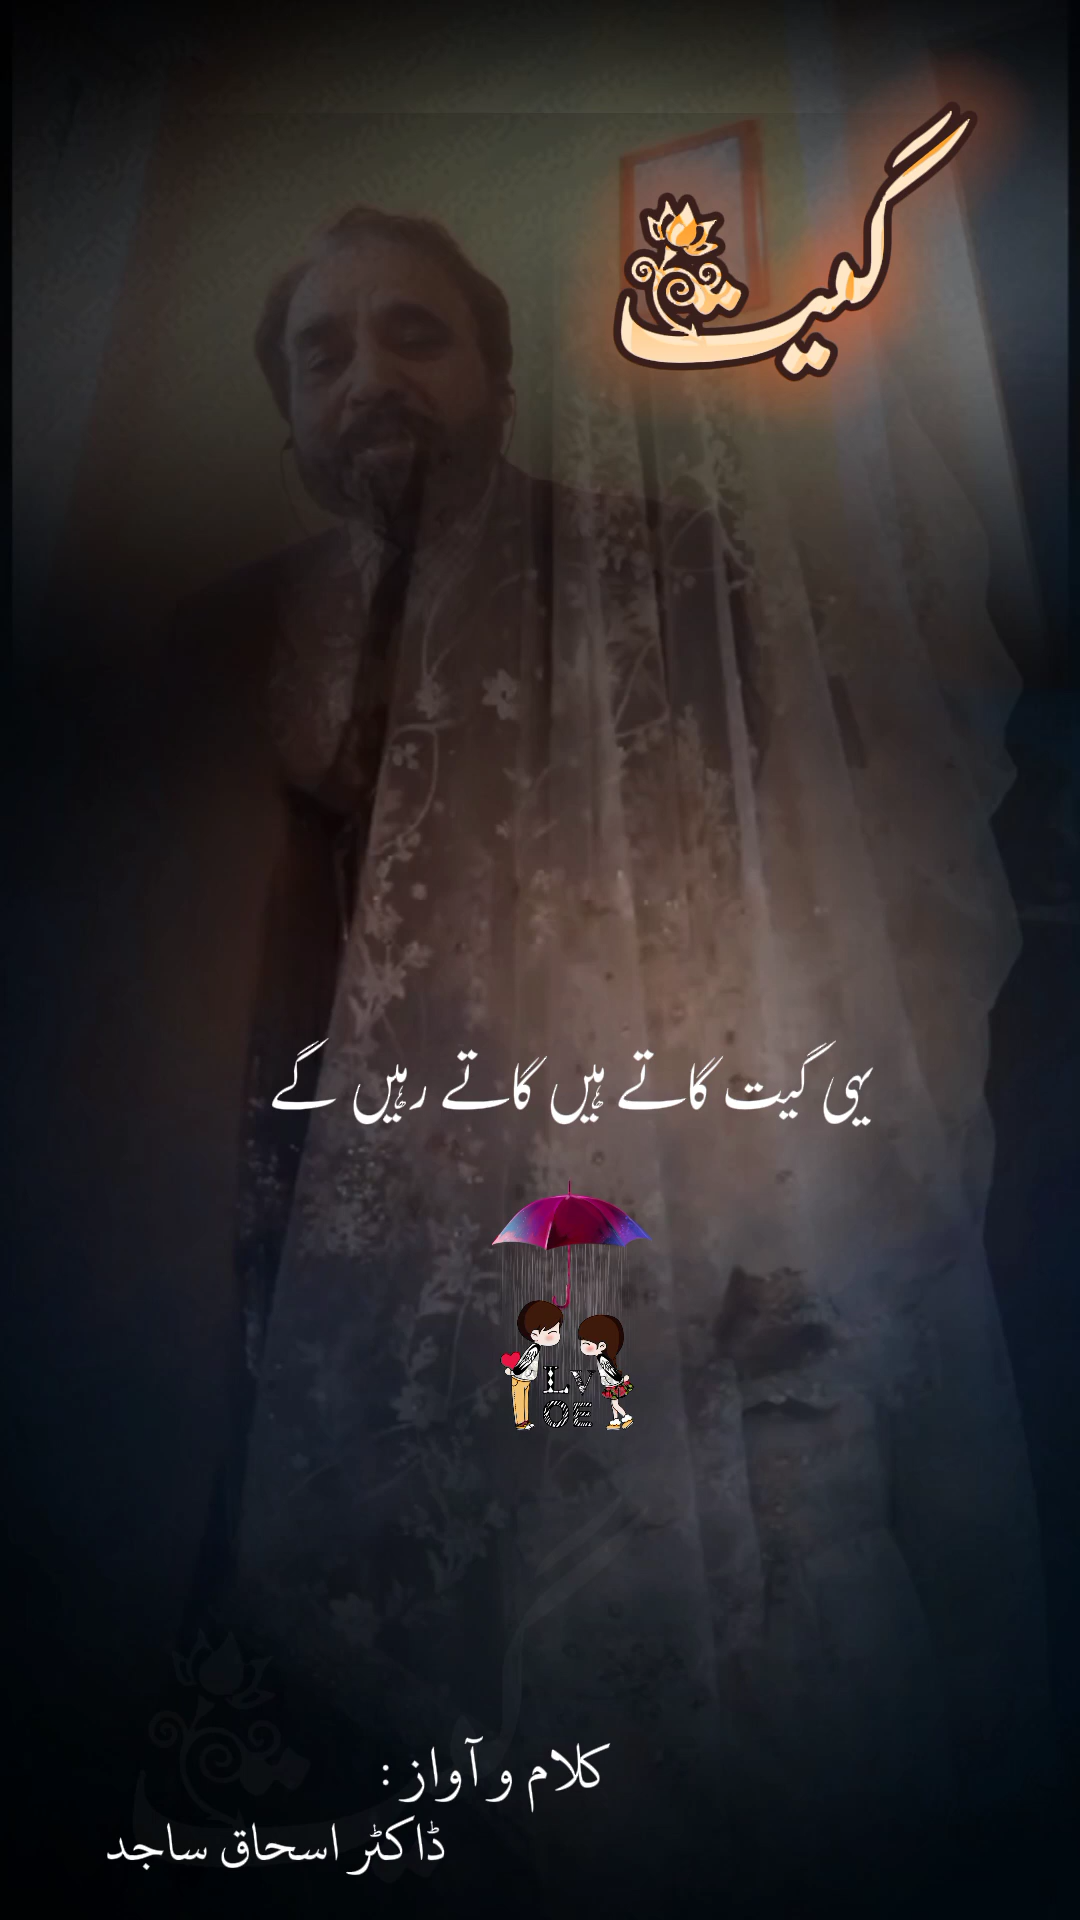 گیت
یہی گیت گاتے ہیں گاتے رہیں گے
LV
OE
کلام و آواز :
ڈاکٹر اسحاق ساجد